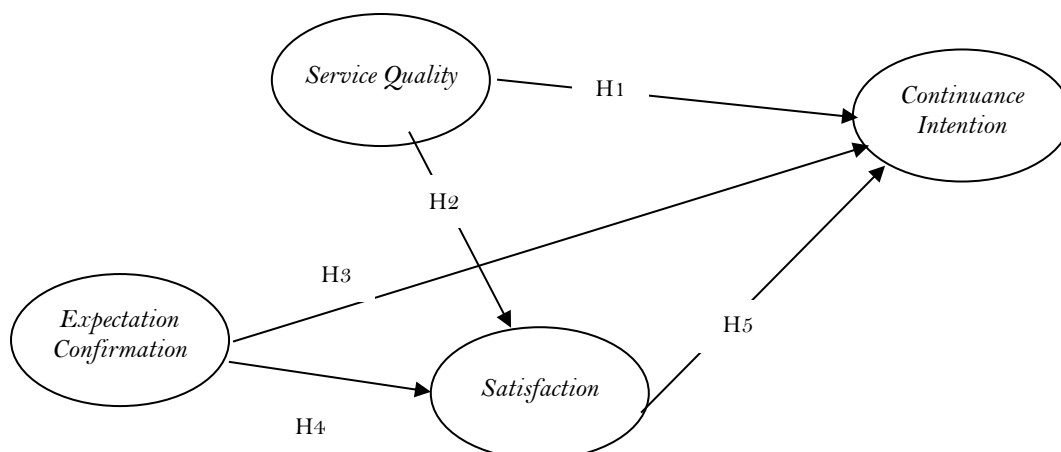 Service Quality
H1
Continuance
Intention
H2
H3
Expectation
Confirmation
H5
Satisfaction
H4